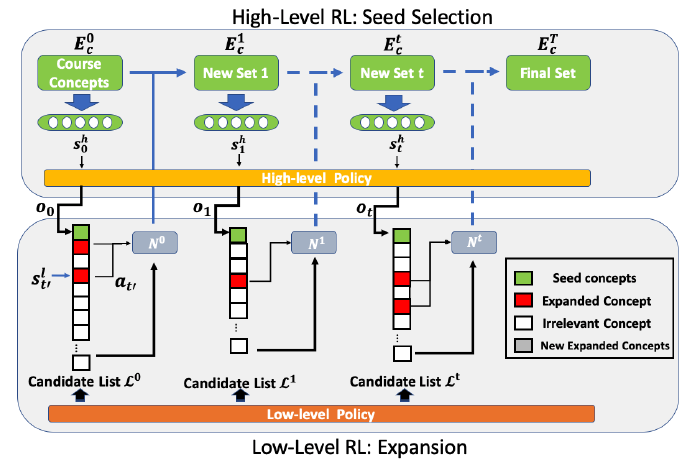 High-Level RL: Seed Selection
E_c^0
E_c^1
E_c^t
E_c^T
Course
Concepts
New Set 1
New Set t
Final Set
s_0^h
s_1^h
s_t^h
High-level Policy
o_0
o_1
o_t
N^0
N^1
N^t
s_{t'}^l
a_{t'}
Seed concepts
Expanded Concept
Irrelevant Concept
New Expanded Concepts
...
...
...
Candidate List ℒ^0
Candidate List ℒ^1
Candidate List ℒ^t
Low-level Policy
Low-Level RL: Expansion